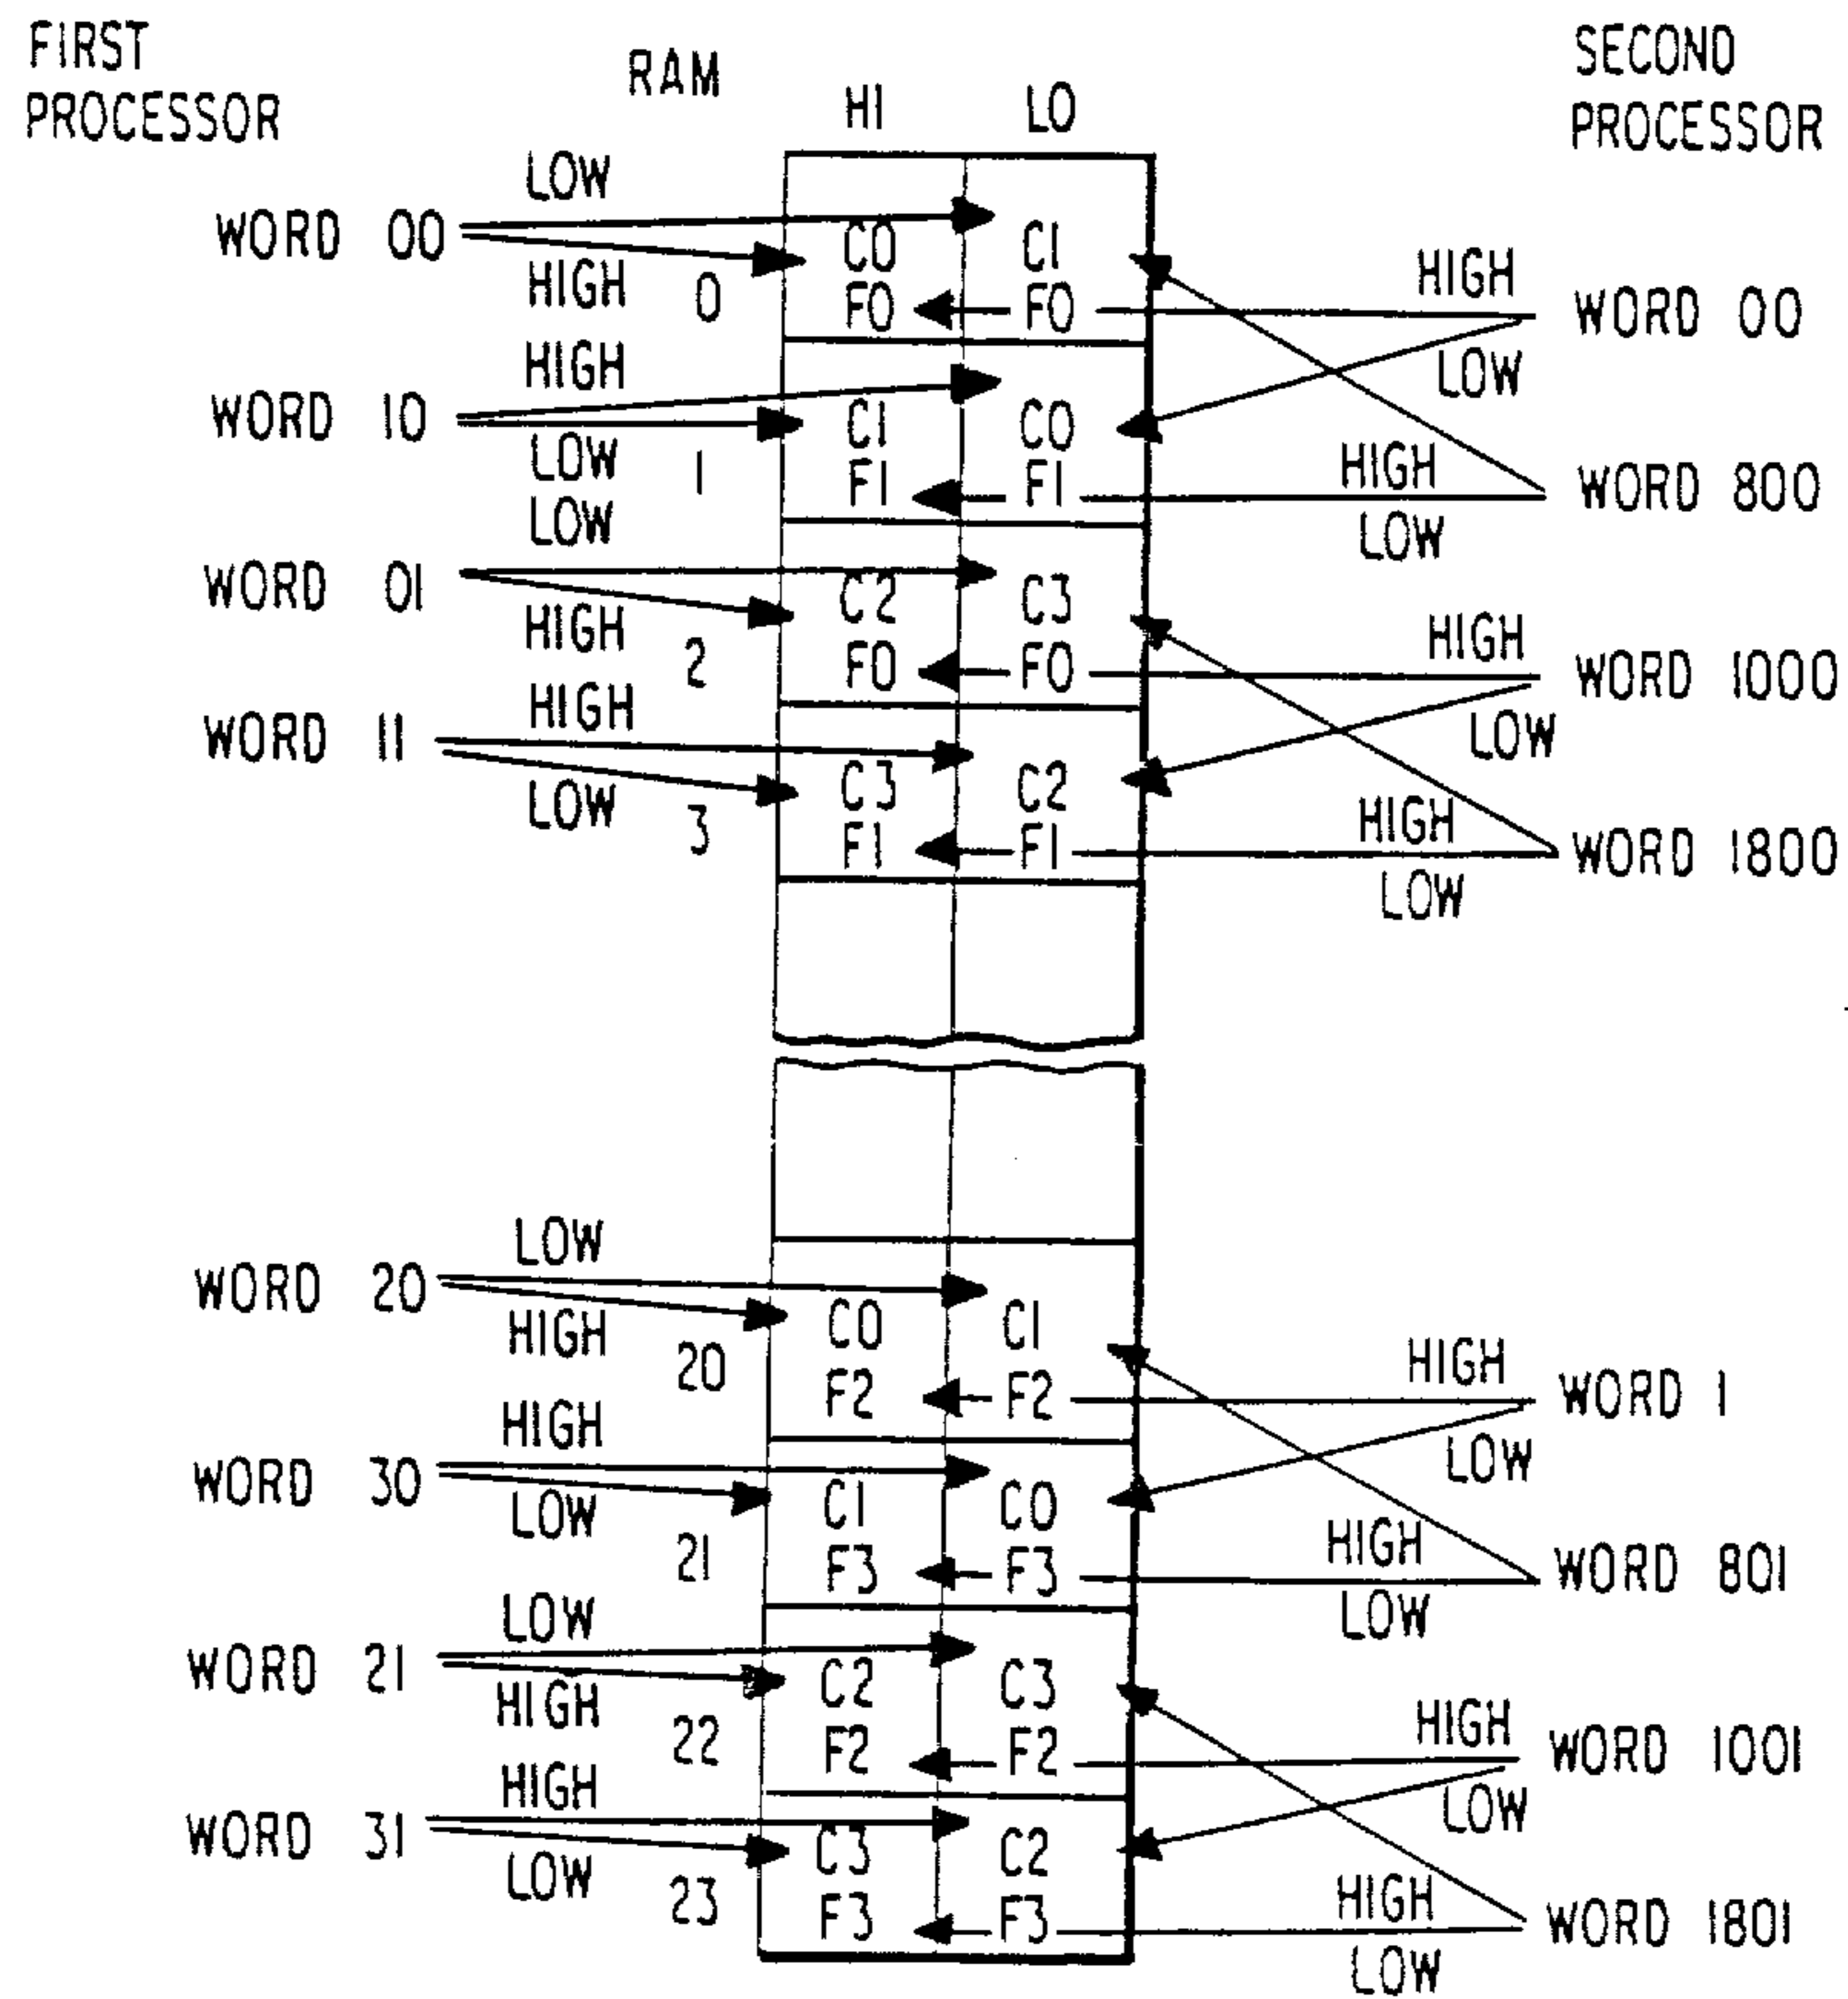 FIRST
PROCESSOR
RAM
HI LO
SECOND
PROCESSOR
LOW
WORD 00
HIGH
0
C0 C1
F0 F0
HIGH
WORD 00
LOW
HIGH
WORD 10
LOW
1
C1 C0
F1 F1
HIGH
WORD 800
LOW
LOW
WORD 01
HIGH
2
C2 C3
F0 F0
HIGH
WORD 1000
LOW
HIGH
WORD 11
LOW
3
C3 C2
F1 F1
HIGH
WORD 1800
LOW
LOW
WORD 20
HIGH
20
C0 C1
F2 F2
HIGH
WORD 1
LOW
HIGH
WORD 30
LOW
21
C1 C0
F3 F3
HIGH
WORD 801
LOW
LOW
WORD 21
HIGH
22
C2 C3
F2 F2
HIGH
WORD 1001
LOW
HIGH
WORD 31
LOW
23
C3 C2
F3 F3
HIGH
WORD 1801
LOW